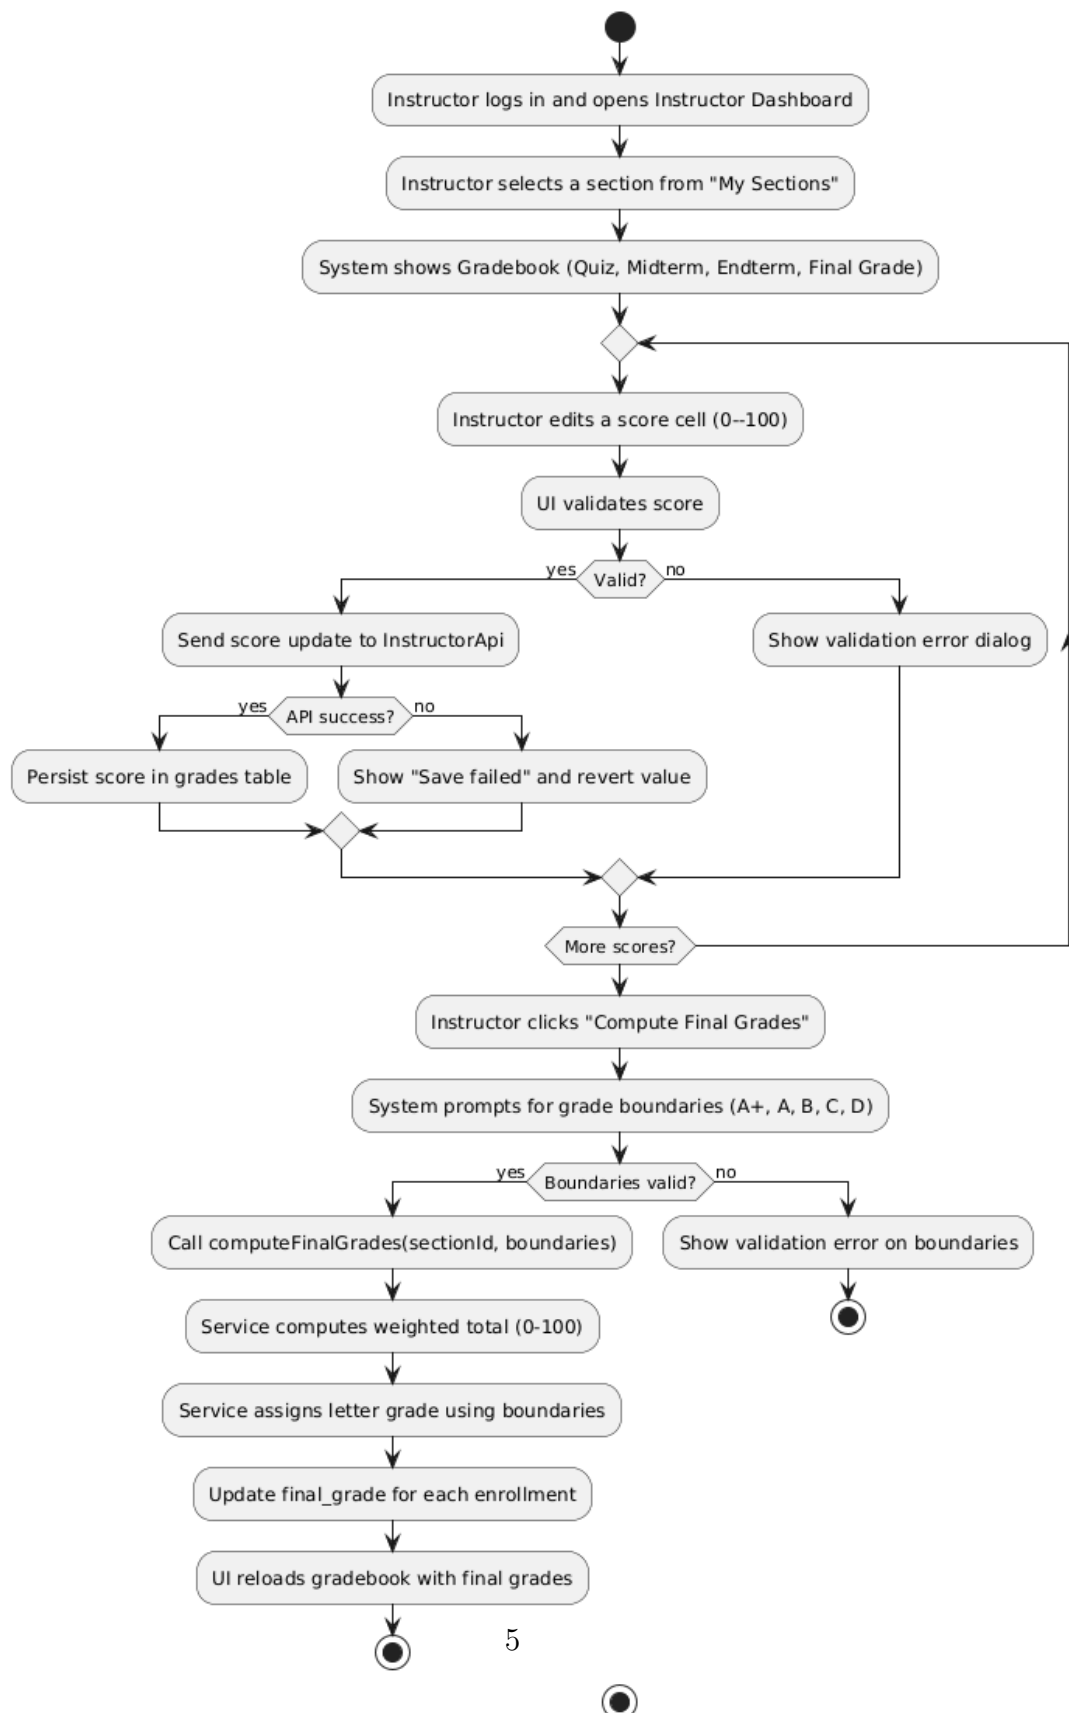 Instructor logs in and opens Instructor Dashboard
Instructor selects a section from "My Sections"
System shows Gradebook (Quiz, Midterm, Endterm, Final Grade)
Instructor edits a score cell (0--100)
UI validates score
yes
Valid?
no
Send score update to InstructorApi
Show validation error dialog
yes
API success?
no
Persist score in grades table
Show "Save failed" and revert value
More scores?
Instructor clicks "Compute Final Grades"
System prompts for grade boundaries (A+, A, B, C, D)
yes
Boundaries valid?
no
Call computeFinalGrades(sectionId, boundaries)
Show validation error on boundaries
Service computes weighted total (0-100)
Service assigns letter grade using boundaries
Update final_grade for each enrollment
UI reloads gradebook with final grades
5